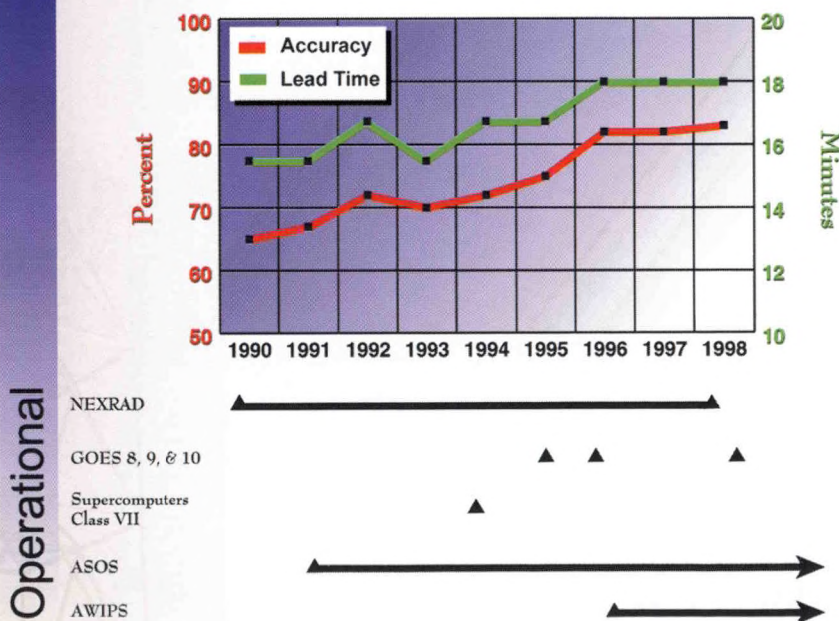 100
90
80
70
60
50
Percent
Accuracy
Lead Time
20
18
16
14
12
10
Minutes
1990 1991 1992 1993 1994 1995 1996 1997 1998
Operational
NEXRAD
GOES 8, 9, & 10
Supercomputers
Class VII
ASOS
AWIPS